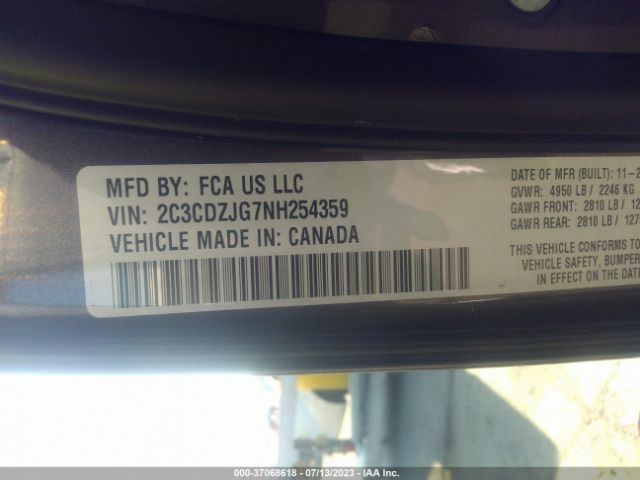 MFD BY: FCA US LLC
VIN: 2C3CDZJG7NH254359
VEHICLE MADE IN: CANADA
DATE OF MFR (BUILT): 11-2
GVWR: 4950 LB / 2246 KG
GAWR FRONT: 2810 LB / 12
GAWR REAR: 2810 LB / 127
THIS VEHICLE CONFORMS TO
VEHICLE SAFETY, BUMPER
IN EFFECT ON THE DAT
000-37068618 / 07/13/2023 - IAA Inc.